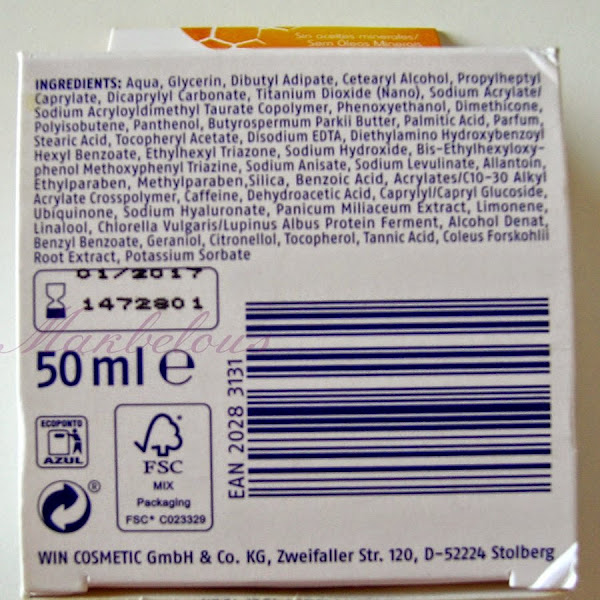 Sin aceites minerales/
Sem Óleos Minerais
INGREDIENTS: Aqua, Glycerin, Dibutyl Adipate, Cetearyl Alcohol, Propylheptyl
Caprylate, Dicaprylyl Carbonate, Titanium Dioxide (Nano), Sodium Acrylate/
Sodium Acryloyldimethyl Taurate Copolymer, Phenoxyethanol, Dimethicone,
Polyisobutene, Panthenol, Butyrospermum Parkii Butter, Palmitic Acid, Parfum,
Stearic Acid, Tocopheryl Acetate, Disodium EDTA, Diethylamino Hydroxybenzoyl
Hexyl Benzoate, Ethylhexyl Triazone, Sodium Hydroxide, Bis-Ethylhexyloxy-
phenol Methoxyphenyl Triazine, Sodium Anisate, Sodium Levulinate, Allantoin,
Ethylparaben, Methylparaben,Silica, Benzoic Acid, Acrylates/C10-30 Alkyl
Acrylate Crosspolymer, Caffeine, Dehydroacetic Acid, Caprylyl/Capryl Glucoside,
Ubiquinone, Sodium Hyaluronate, Panicum Miliaceum Extract, Limonene,
Linalool, Chlorella Vulgaris/Lupinus Albus Protein Ferment, Alcohol Denat,
Benzyl Benzoate, Geraniol, Citronellol, Tocopherol, Tannic Acid, Coleus Forskohlii
Root Extract, Potassium Sorbate
01/2017
1472801
Makbelous
50 ml e
EAN 2028 3131
ECOPONTO
AZUL
FSC
MIX
Packaging
FSC® C023329
®
WIN COSMETIC GmbH & Co. KG, Zweifaller Str. 120, D-52224 Stolberg